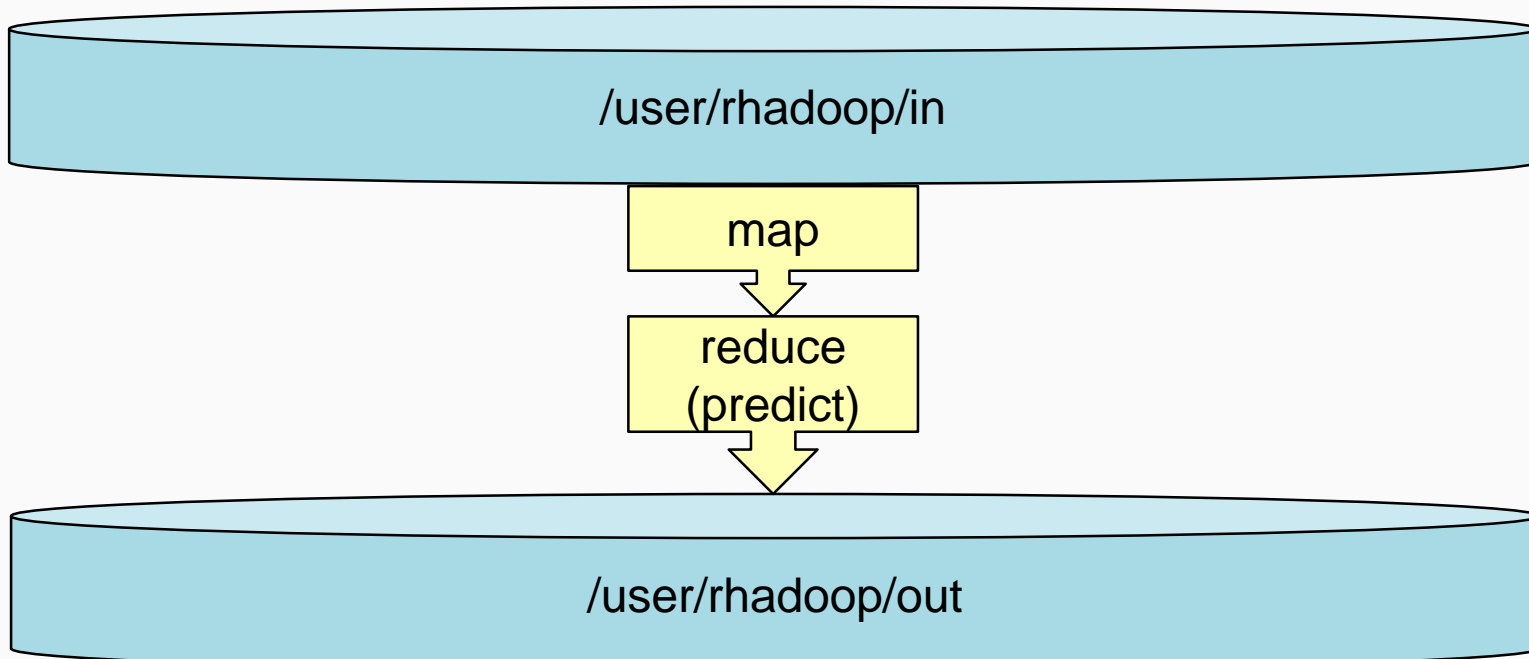 /user/rhadoop/in
map
reduce
(predict)
/user/rhadoop/out